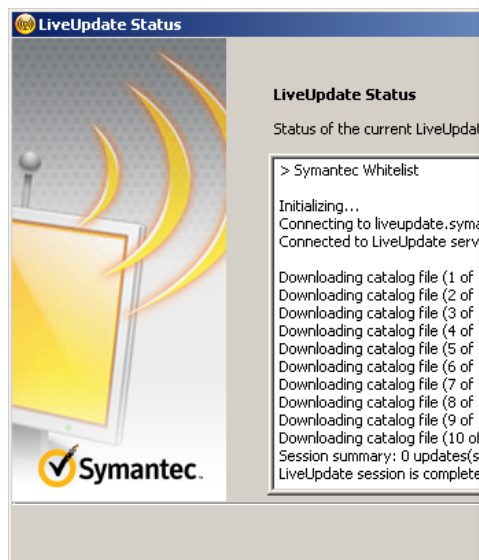 LiveUpdate Status
LiveUpdate Status
Status of the current LiveUpdat
> Symantec Whitelist
Initializing...
Connecting to liveupdate.syma
Connected to LiveUpdate serv
Downloading catalog file (1 of
Downloading catalog file (2 of
Downloading catalog file (3 of
Downloading catalog file (4 of
Downloading catalog file (5 of
Downloading catalog file (6 of
Downloading catalog file (7 of
Downloading catalog file (8 of
Downloading catalog file (9 of
Downloading catalog file (10 of
Session summary: 0 updates(s
LiveUpdate session is complete
Symantec.